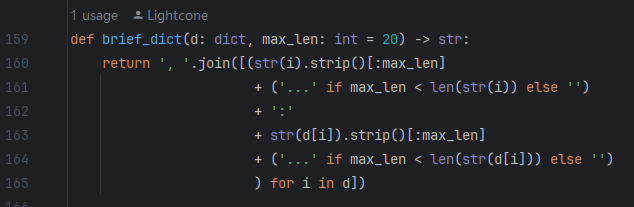 1 usage Lightcone
159 def brief_dict(d: dict, max_len: int = 20) -> str:
160 return ', '.join([(str(i).strip()[:max_len]
161 + ('...' if max_len < len(str(i)) else '')
162 + ':'
163 + str(d[i]).strip()[:max_len]
164 + ('...' if max_len < len(str(d[i])) else '')
165 ) for i in d])
166